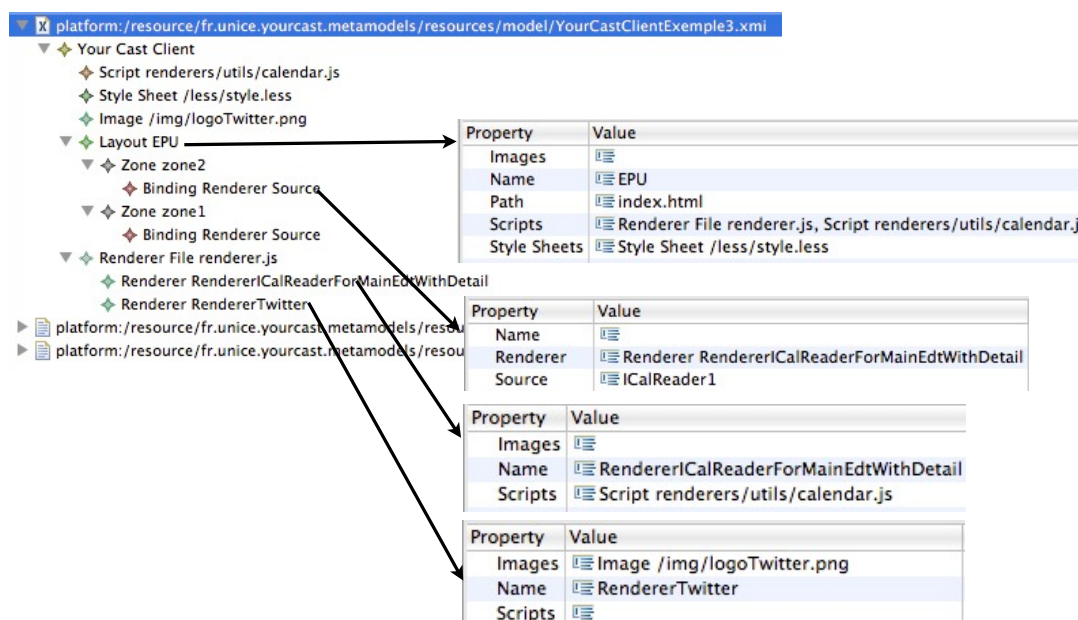 platform:/resource/fr.unice.yourcast.metamodels/resources/model/YourCastClientExemple3.xmi
Your Cast Client
Script renderers/utils/calendar.js
Style Sheet /less/style.less
Image /img/logoTwitter.png
Layout EPU
Zone zone2
Binding Renderer Source
Zone zone1
Binding Renderer Source
Renderer File renderer.js
Renderer RendererICalReaderForMainEdtWithDetail
Renderer RendererTwitter
platform:/resource/fr.unice.yourcast.metamodels/resou
platform:/resource/fr.unice.yourcast.metamodels/resou
Property Value
Images
Name EPU
Path index.html
Scripts Renderer File renderer.js, Script renderers/utils/calendar.j
Style Sheets Style Sheet /less/style.less
Property Value
Name
Renderer Renderer RendererICalReaderForMainEdtWithDetail
Source ICalReader1
Property Value
Images
Name RendererICalReaderForMainEdtWithDetail
Scripts Script renderers/utils/calendar.js
Property Value
Images Image /img/logoTwitter.png
Name RendererTwitter
Scripts